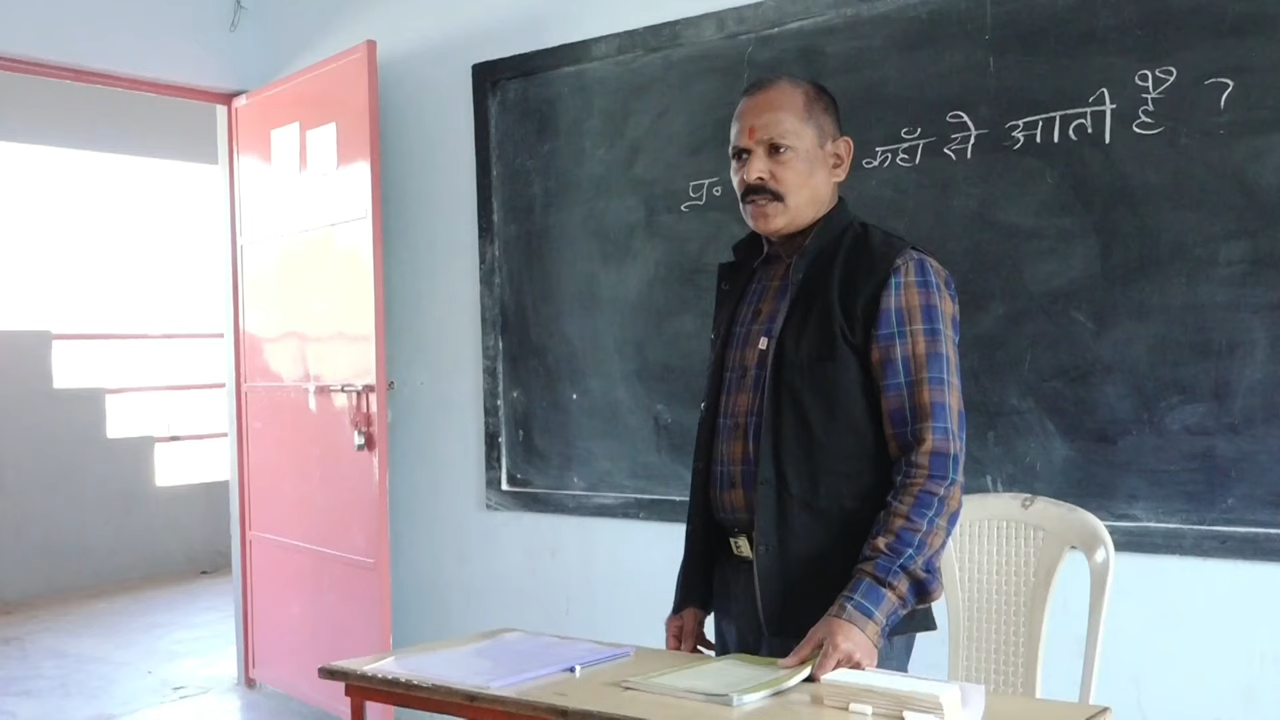 प्र० कहाँ से आती है ?